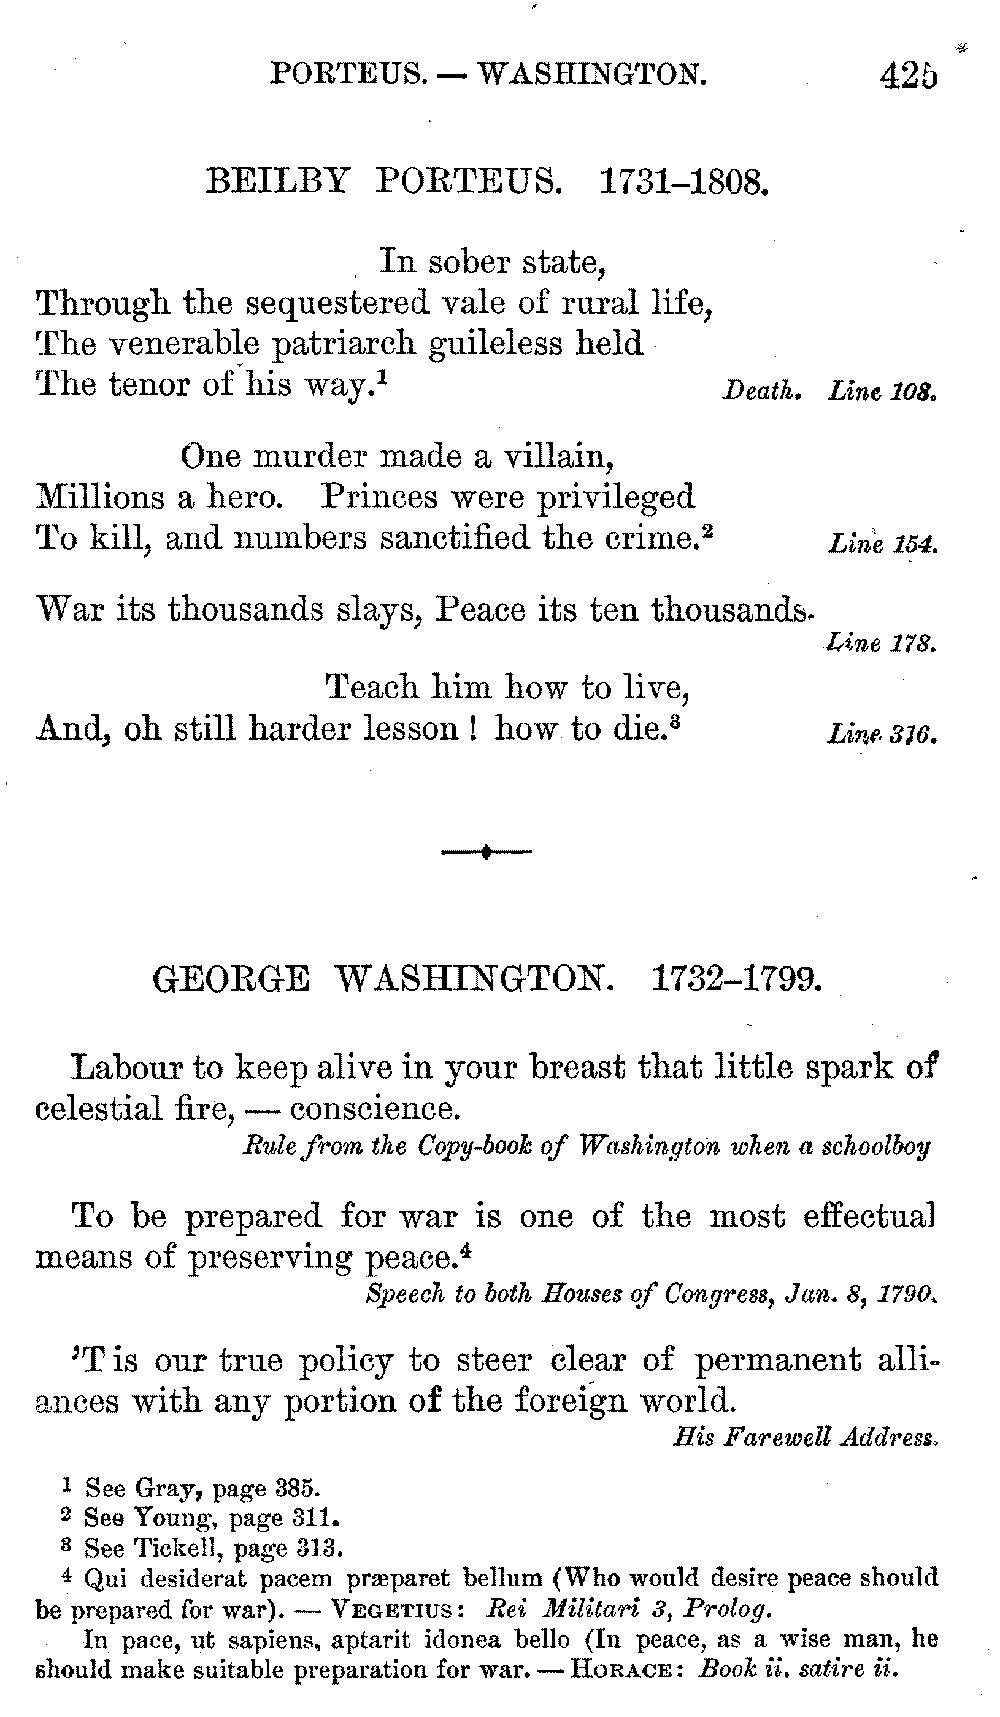 PORTEUS. — WASHINGTON. 425
BEILBY PORTEUS. 1731–1808.
In sober state,
Through the sequestered vale of rural life,
The venerable patriarch guileless held
The tenor of his way.¹ Death. Line 108.
One murder made a villain,
Millions a hero. Princes were privileged
To kill, and numbers sanctified the crime.² Line 154.
War its thousands slays, Peace its ten thousands.
Line 178.
Teach him how to live,
And, oh still harder lesson! how to die.³ Line 316.
GEORGE WASHINGTON. 1732–1799.
Labour to keep alive in your breast that little spark of
celestial fire, — conscience.
Rule from the Copy-book of Washington when a schoolboy
To be prepared for war is one of the most effectual
means of preserving peace.⁴
Speech to both Houses of Congress, Jan. 8, 1790.
'T is our true policy to steer clear of permanent alli-
ances with any portion of the foreign world.
His Farewell Address.
¹ See Gray, page 385.
² See Young, page 311.
³ See Tickell, page 313.
⁴ Qui desiderat pacem præparet bellum (Who would desire peace should
be prepared for war). — VEGETIUS: Rei Militari 3, Prolog.
In pace, ut sapiens, aptarit idonea bello (In peace, as a wise man, he
should make suitable preparation for war. — HORACE: Book ii. satire ii.